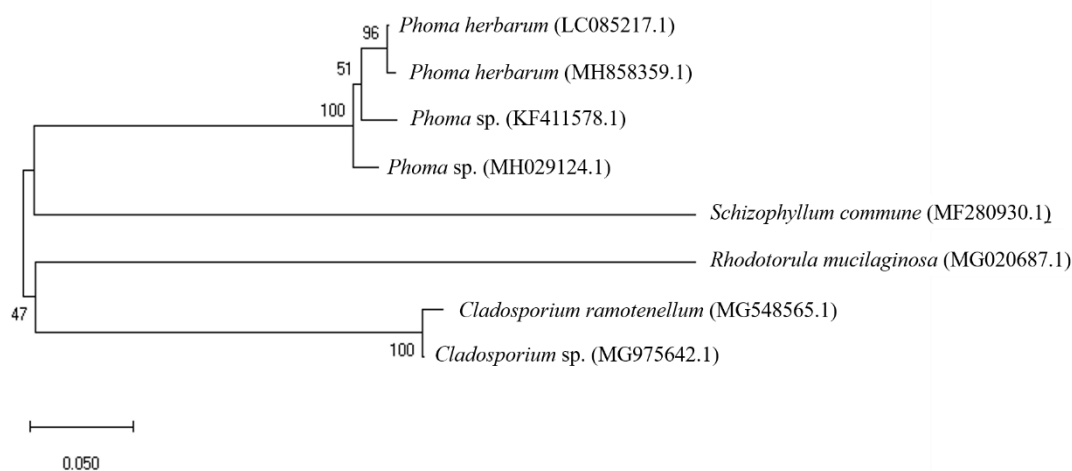 96
Phoma herbarum (LC085217.1)
51
Phoma herbarum (MH858359.1)
100
Phoma sp. (KF411578.1)
Phoma sp. (MH029124.1)
Schizophyllum commune (MF280930.1)
Rhodotorula mucilaginosa (MG020687.1)
47
Cladosporium ramotenellum (MG548565.1)
100
Cladosporium sp. (MG975642.1)
0.050